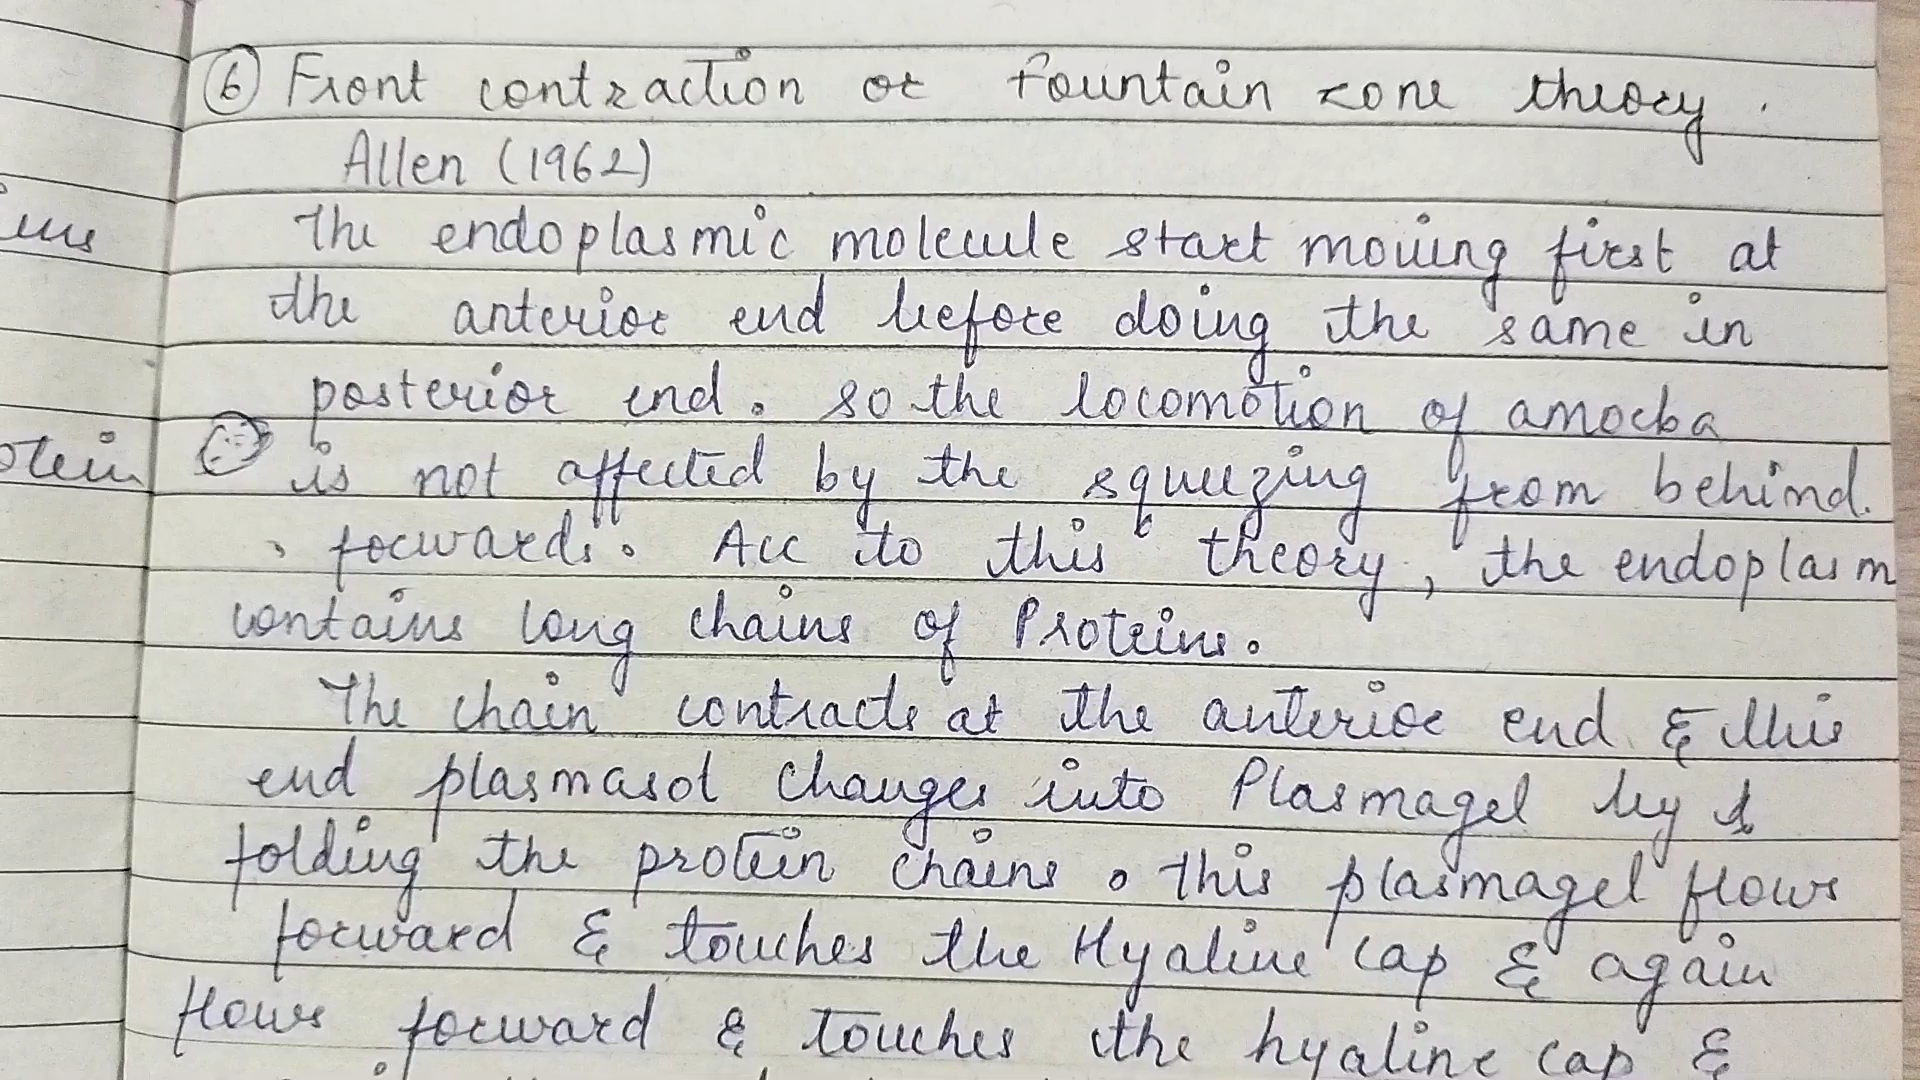 ⑥ Front contraction or Fountain zone theory.
Allen (1962)
The endoplasmic molecule start moving first at
the anterior end before doing the same in
posterior end. so the locomotion of amoeba
is not affected by the squeezing from behind.
forwards. Acc to this theory, the endoplasm
contains long chains of Proteins.
The chain contracts at the anterior end & this
end plasmasol changes into Plasmagel by
folding the protein chains. this plasmagel flows
forward & touches the Hyaline cap & again
flows forward & touches the hyaline cap &